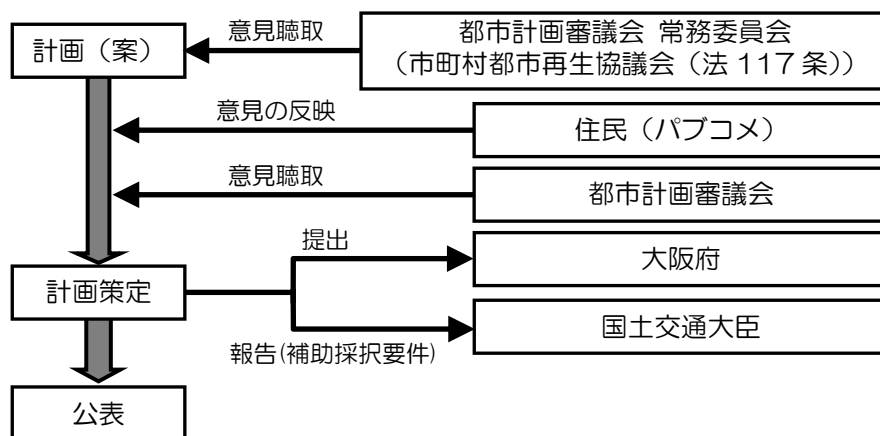 意見聴取
都市計画審議会 常務委員会
(市町村都市再生協議会(法 117 条))
計画(案)
意見の反映
住民(パブコメ)
意見聴取
都市計画審議会
提出
大阪府
計画策定
国土交通大臣
報告(補助採択要件)
公表